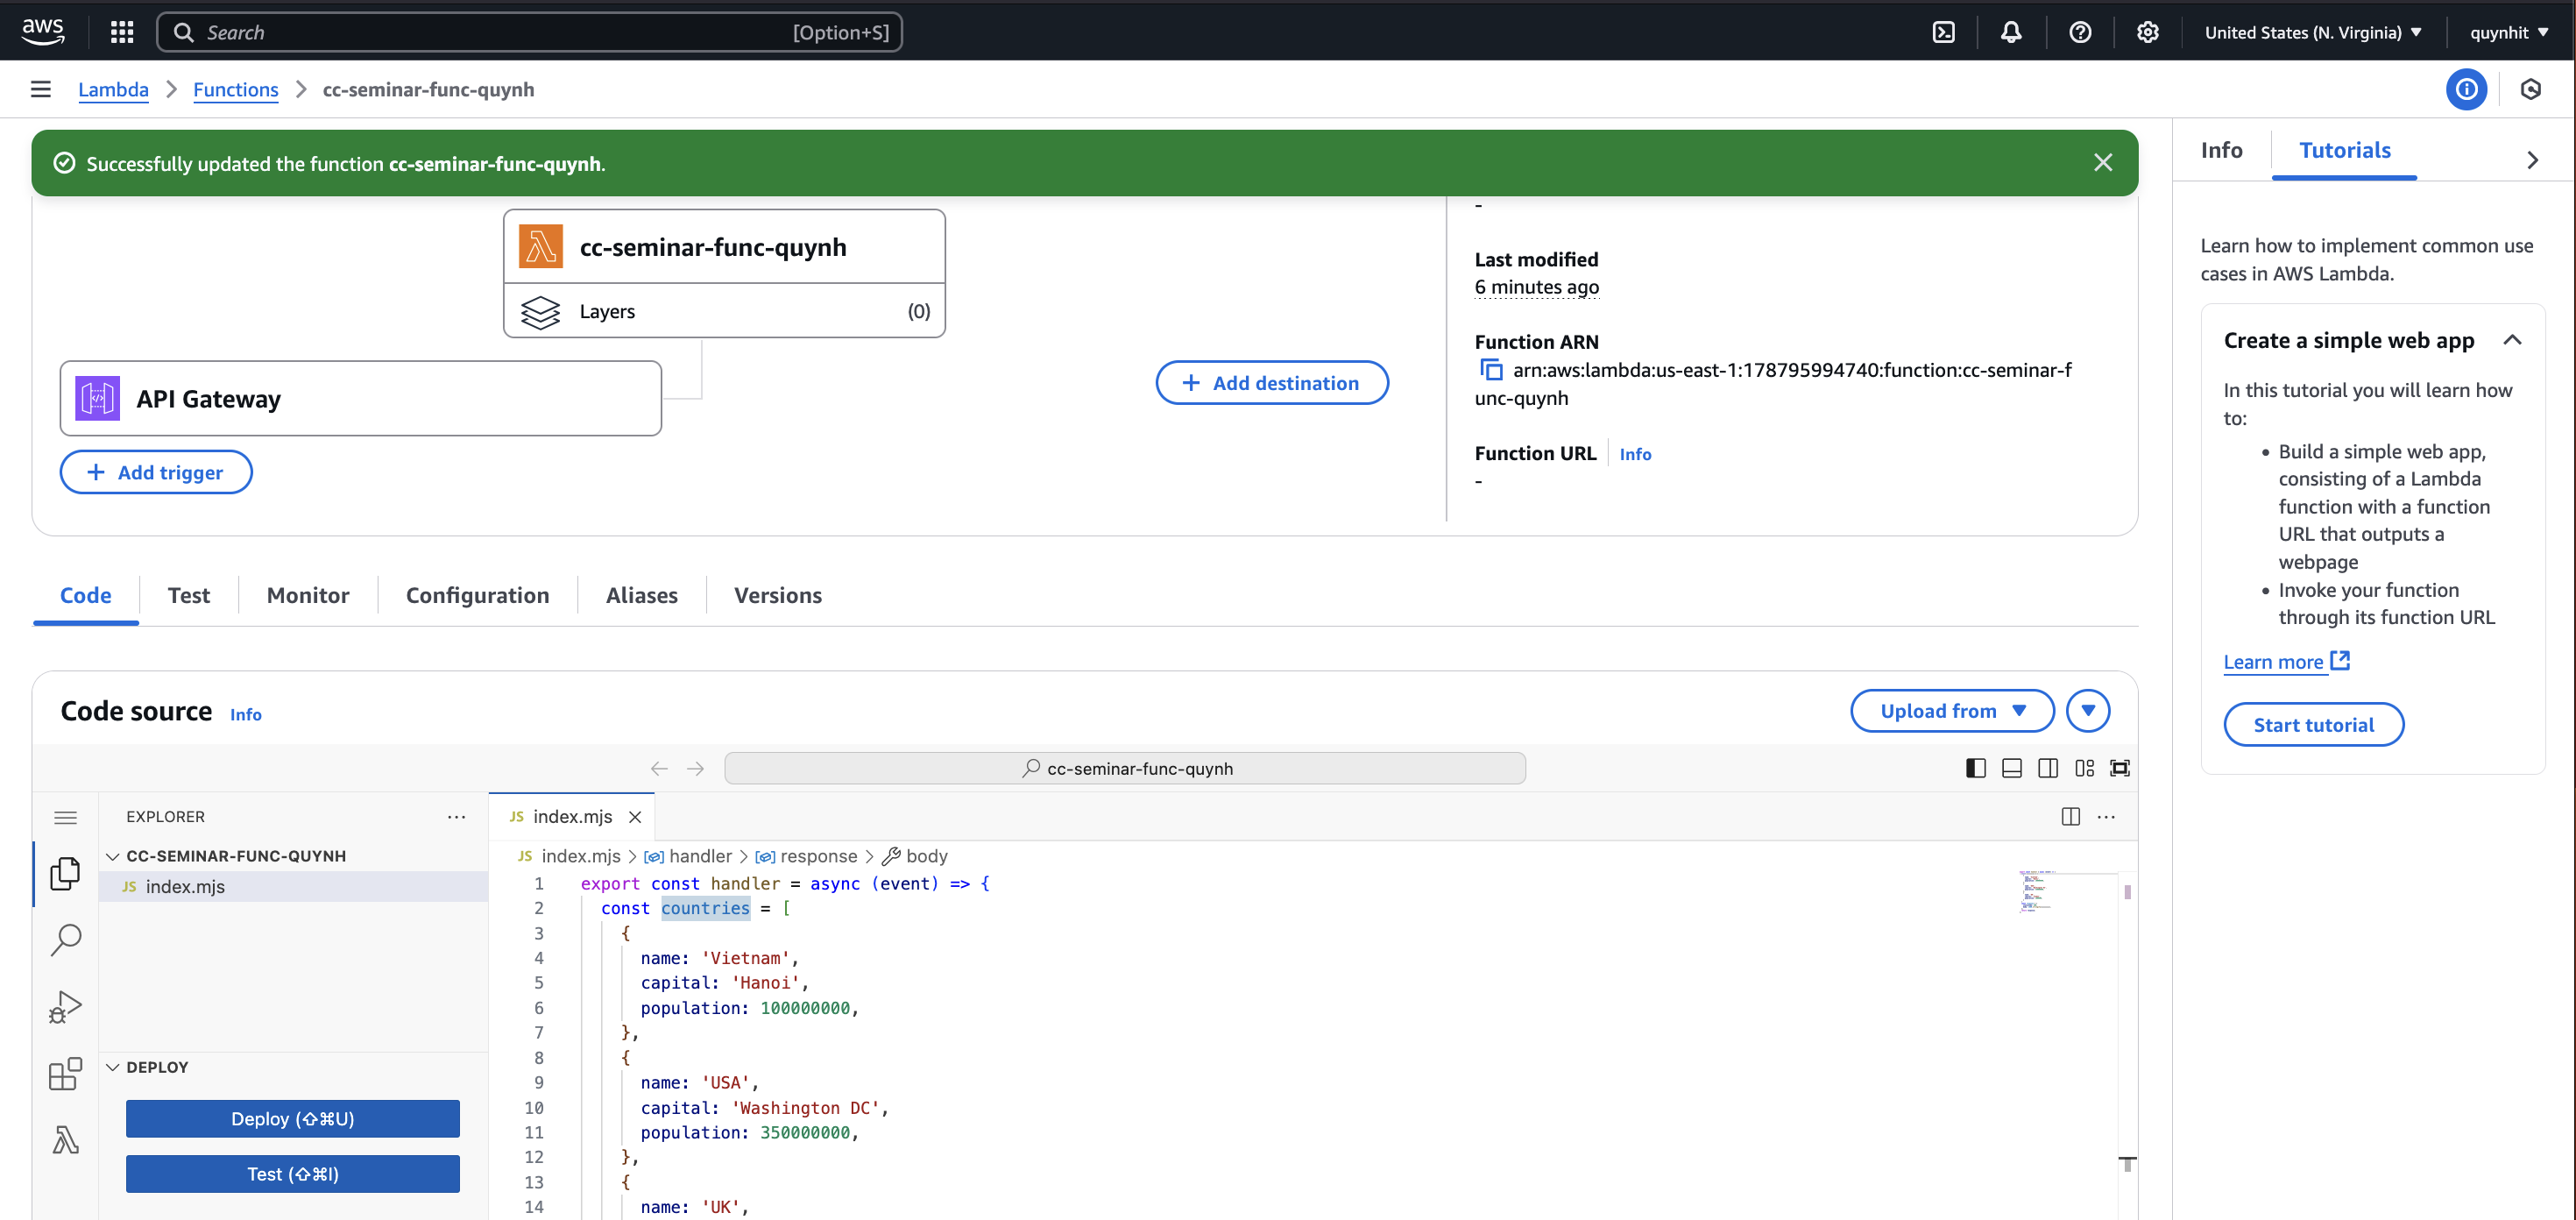 aws
Search [Option+S]
United States (N. Virginia)
quynhit
Lambda
Functions
cc-seminar-func-quynh
Successfully updated the function cc-seminar-func-quynh.
cc-seminar-func-quynh
Layers (0)
API Gateway
+ Add trigger
+ Add destination
-
Last modified
6 minutes ago
Function ARN
arn:aws:lambda:us-east-1:178795994740:function:cc-seminar-f
unc-quynh
Function URL Info
-
Info
Tutorials
Learn how to implement common use
cases in AWS Lambda.
Create a simple web app
In this tutorial you will learn how
to:
• Build a simple web app,
consisting of a Lambda
function with a function
URL that outputs a
webpage
• Invoke your function
through its function URL
Learn more
Start tutorial
Code
Test
Monitor
Configuration
Aliases
Versions
Code source Info
Upload from
cc-seminar-func-quynh
EXPLORER ...
CC-SEMINAR-FUNC-QUYNH
JS index.mjs
DEPLOY
Deploy (⇧⌘U)
Test (⇧⌘I)
JS index.mjs
JS index.mjs > handler > response > body
1 export const handler = async (event) => {
2 const countries = [
3 {
4 name: 'Vietnam',
5 capital: 'Hanoi',
6 population: 100000000,
7 },
8 {
9 name: 'USA',
10 capital: 'Washington DC',
11 population: 350000000,
12 },
13 {
14 name: 'UK',